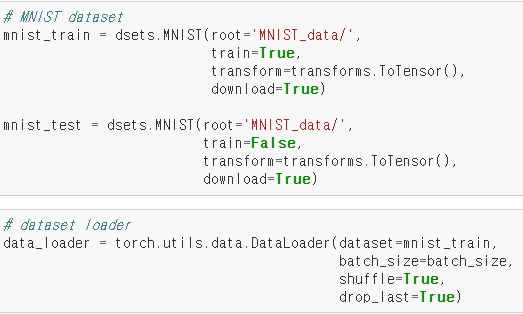 # MNIST dataset
mnist_train = dsets.MNIST(root='MNIST_data/',
                          train=True,
                          transform=transforms.ToTensor(),
                          download=True)
mnist_test = dsets.MNIST(root='MNIST_data/',
                         train=False,
                         transform=transforms.ToTensor(),
                         download=True)
# dataset loader
data_loader = torch.utils.data.DataLoader(dataset=mnist_train,
                                          batch_size=batch_size,
                                          shuffle=True,
                                          drop_last=True)